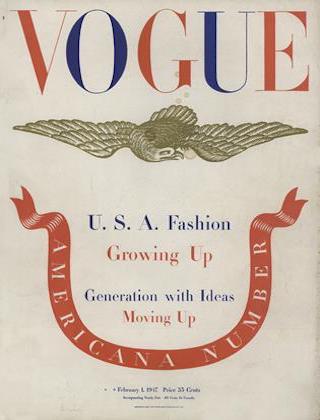 VOGUE
U. S. A. Fashion
Growing Up
Generation with Ideas
Moving Up
AMERICANA NUMBER
February 1, 1947 Price 35 Cents